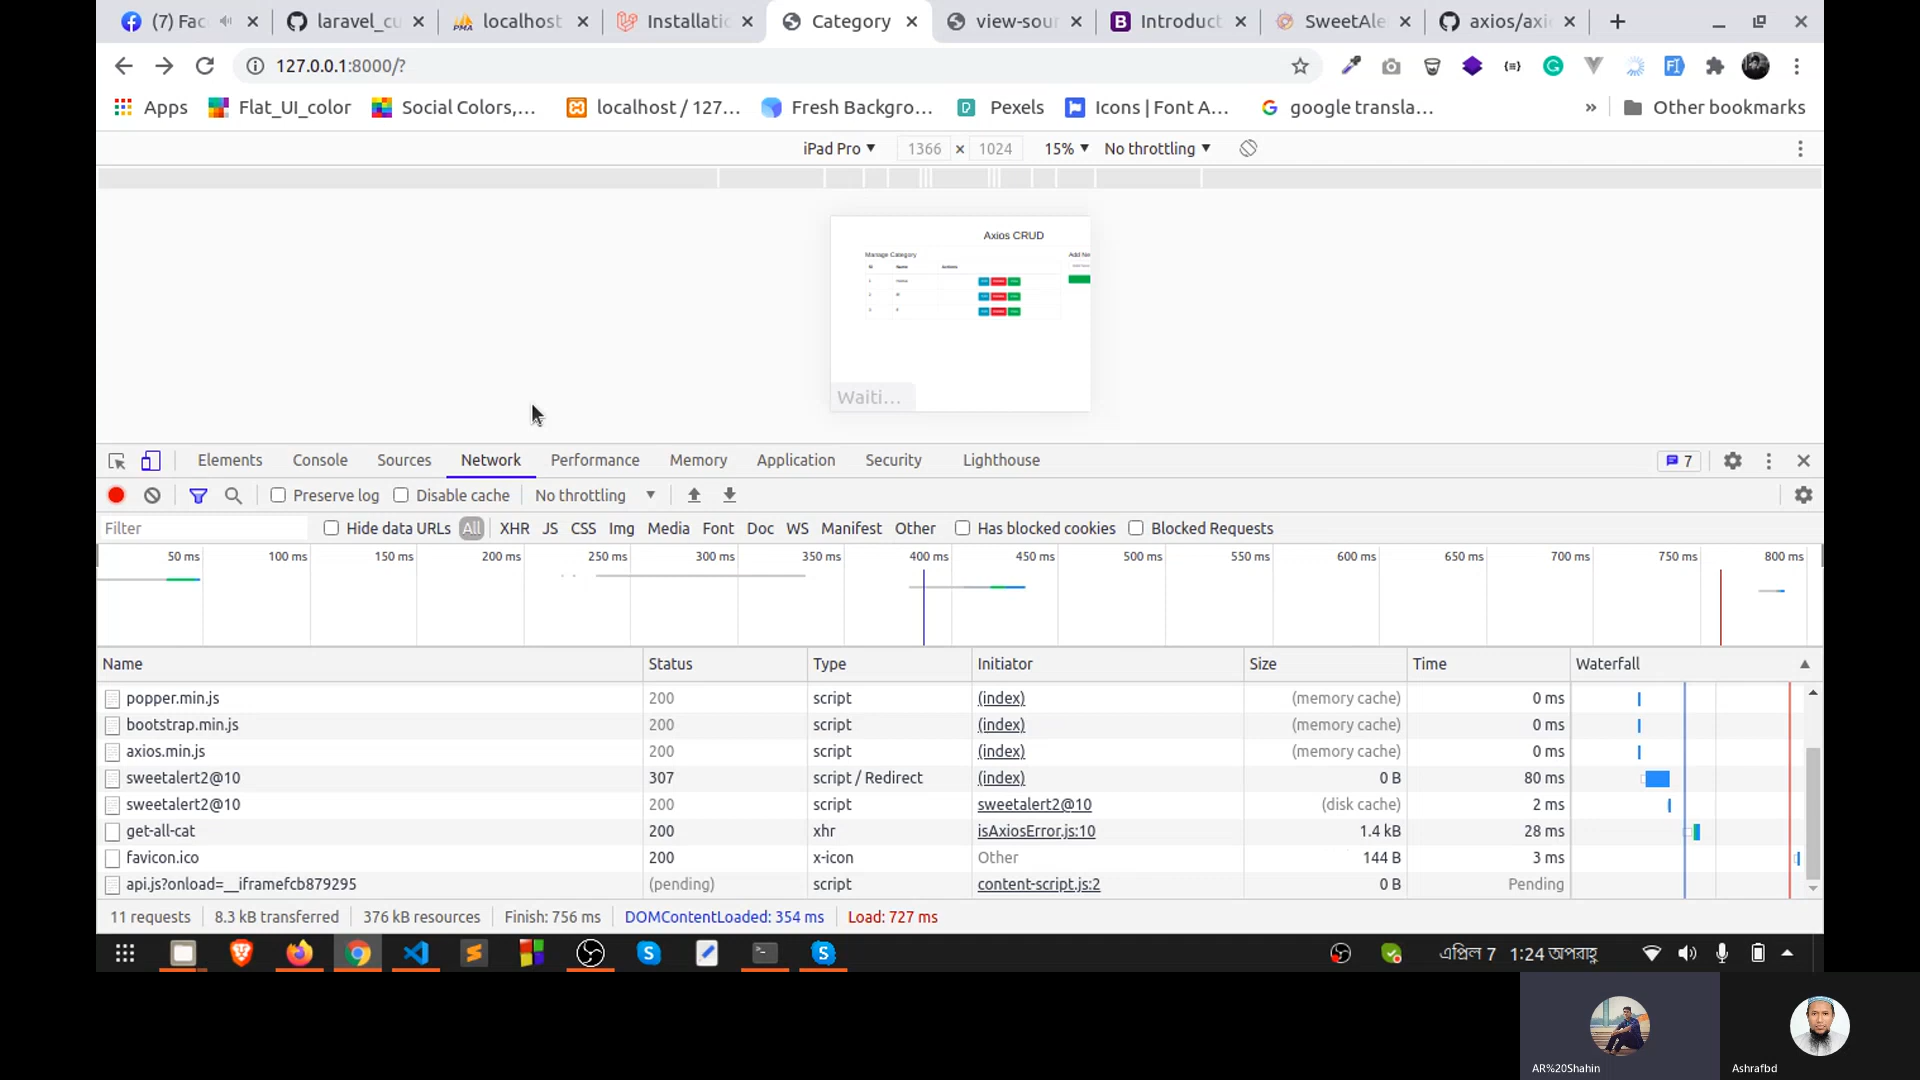 (7) Fac
laravel_cu
localhost
Installatio
Category
view-sour
Introduct
SweetAle
axios/axi
127.0.0.1:8000/?
Apps
Flat_UI_color
Social Colors,...
localhost / 127...
Fresh Backgro...
Pexels
Icons | Font A...
google transla...
»
Other bookmarks
iPad Pro ▼
1366 × 1024
15% ▼
No throttling ▼
Axios CRUD
Manage Category
Add Ne
Name
Actions
Waiti...
Elements
Console
Sources
Network
Performance
Memory
Application
Security
Lighthouse
7
Preserve log
Disable cache
No throttling ▼
Filter
Hide data URLs
All
XHR
JS
CSS
Img
Media
Font
Doc
WS
Manifest
Other
Has blocked cookies
Blocked Requests
50 ms
100 ms
150 ms
200 ms
250 ms
300 ms
350 ms
400 ms
450 ms
500 ms
550 ms
600 ms
650 ms
700 ms
750 ms
800 ms
Name Status Type Initiator Size Time Waterfall
popper.min.js 200 script (index) (memory cache) 0 ms
bootstrap.min.js 200 script (index) (memory cache) 0 ms
axios.min.js 200 script (index) (memory cache) 0 ms
sweetalert2@10 307 script / Redirect (index) 0 B 80 ms
sweetalert2@10 200 script sweetalert2@10 (disk cache) 2 ms
get-all-cat 200 xhr isAxiosError.js:10 1.4 kB 28 ms
favicon.ico 200 x-icon Other 144 B 3 ms
api.js?onload=__iframefcb879295 (pending) script content-script.js:2 0 B Pending
11 requests
8.3 kB transferred
376 kB resources
Finish: 756 ms
DOMContentLoaded: 354 ms
Load: 727 ms
এপ্রিল 7 1:24 অপরাহ্ণ
AR%20Shahin
Ashrafbd